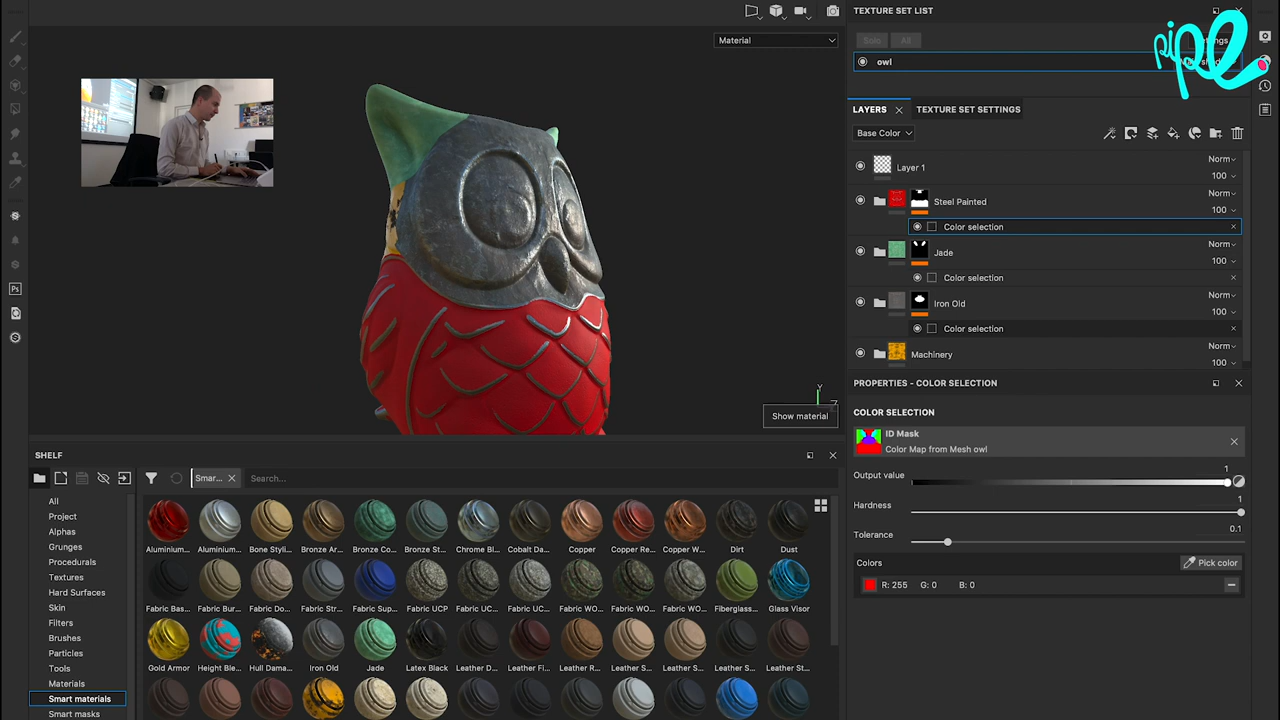 TEXTURE SET LIST
Solo
All
Settings
owl
pipe
LAYERS
TEXTURE SET SETTINGS
Base Color
Layer 1
Norm
100
Steel Painted
Norm
100
Color selection
Jade
Norm
100
Color selection
Iron Old
Norm
100
Color selection
Machinery
Norm
100
Material
Y
Z
Show material
PROPERTIES - COLOR SELECTION
COLOR SELECTION
ID Mask
Color Map from Mesh owl
Output value
1
Hardness
1
Tolerance
0.1
Colors
Pick color
R: 255 G: 0 B: 0
SHELF
Smar...
Search...
All
Project
Alphas
Grunges
Procedurals
Textures
Hard Surfaces
Skin
Filters
Brushes
Particles
Tools
Materials
Smart materials
Smart masks
Ps
Aluminium... Aluminium... Bone Styli... Bronze Ar... Bronze Co... Bronze St... Chrome Bl... Cobalt Da... Copper Copper Re... Copper W... Dirt Dust
Fabric Bas... Fabric Bur... Fabric Do... Fabric Str... Fabric Sup... Fabric UCP Fabric UC... Fabric UC... Fabric WO... Fabric WO... Fabric WO... Fiberglass... Glass Visor
Gold Armor Height Ble... Hull Dama... Iron Old Jade Latex Black Leather D... Leather Fi... Leather R... Leather S... Leather S... Leather S... Leather St...